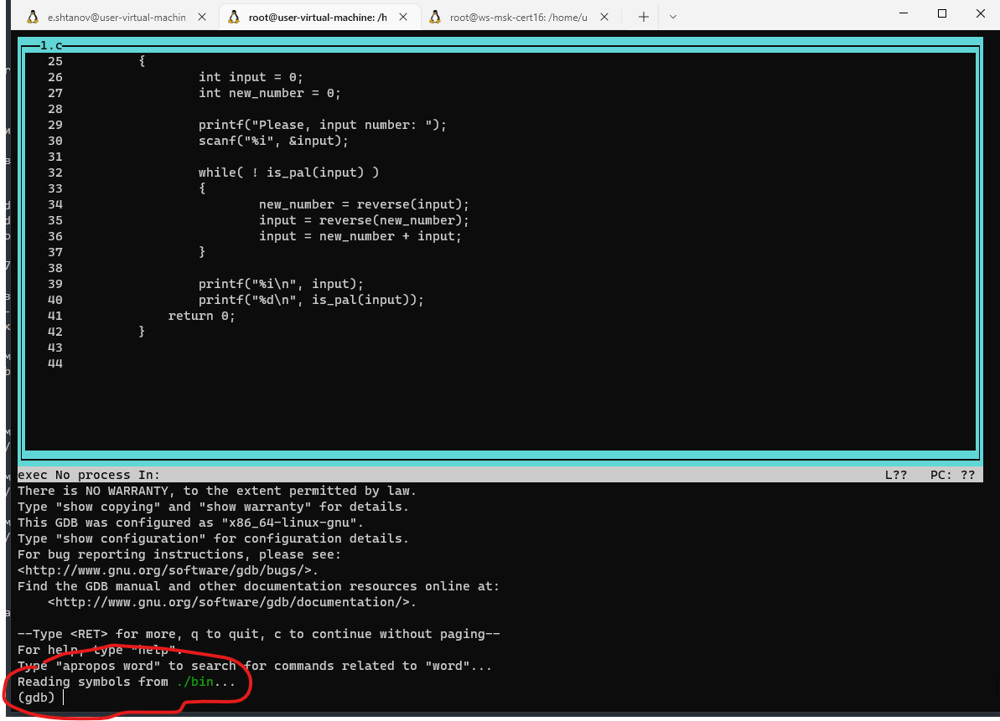 e.shtanov@user-virtual-machin
root@user-virtual-machine: /h
root@ws-msk-cert16: /home/u
1.c
25 {
26 int input = 0;
27 int new_number = 0;
28
29 printf("Please, input number: ");
30 scanf("%i", &input);
31
32 while( ! is_pal(input) )
33 {
34 new_number = reverse(input);
35 input = reverse(new_number);
36 input = new_number + input;
37 }
38
39 printf("%i\n", input);
40 printf("%d\n", is_pal(input));
41 return 0;
42 }
43
44
exec No process In: L?? PC: ??
There is NO WARRANTY, to the extent permitted by law.
Type "show copying" and "show warranty" for details.
This GDB was configured as "x86_64-linux-gnu".
Type "show configuration" for configuration details.
For bug reporting instructions, please see:
<http://www.gnu.org/software/gdb/bugs/>.
Find the GDB manual and other documentation resources online at:
<http://www.gnu.org/software/gdb/documentation/>.
--Type <RET> for more, q to quit, c to continue without paging--
For help, type "help".
Type "apropos word" to search for commands related to "word"...
Reading symbols from ./bin...
(gdb)